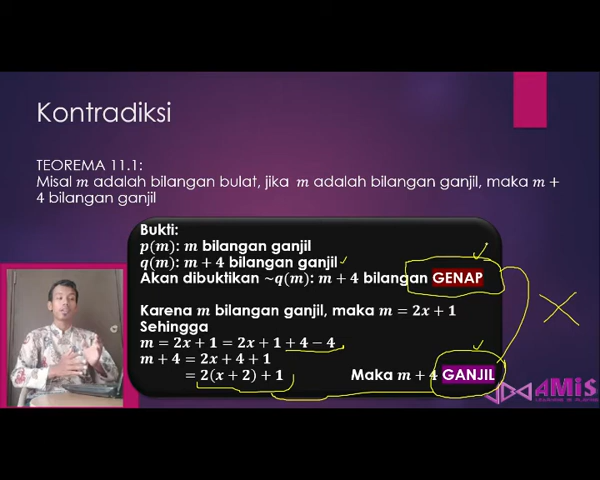 Kontradiksi
TEOREMA 11.1:
Misal m adalah bilangan bulat, jika m adalah bilangan ganjil, maka m +
4 bilangan ganjil
Bukti:
p(m): m bilangan ganjil
q(m): m + 4 bilangan ganjil
Akan dibuktikan ~q(m): m + 4 bilangan GENAP
Karena m bilangan ganjil, maka m = 2x + 1
Sehingga
m = 2x + 1 = 2x + 1 + 4 − 4
m + 4 = 2x + 4 + 1
= 2(x + 2) + 1 Maka m + 4 GANJIL
AMIS